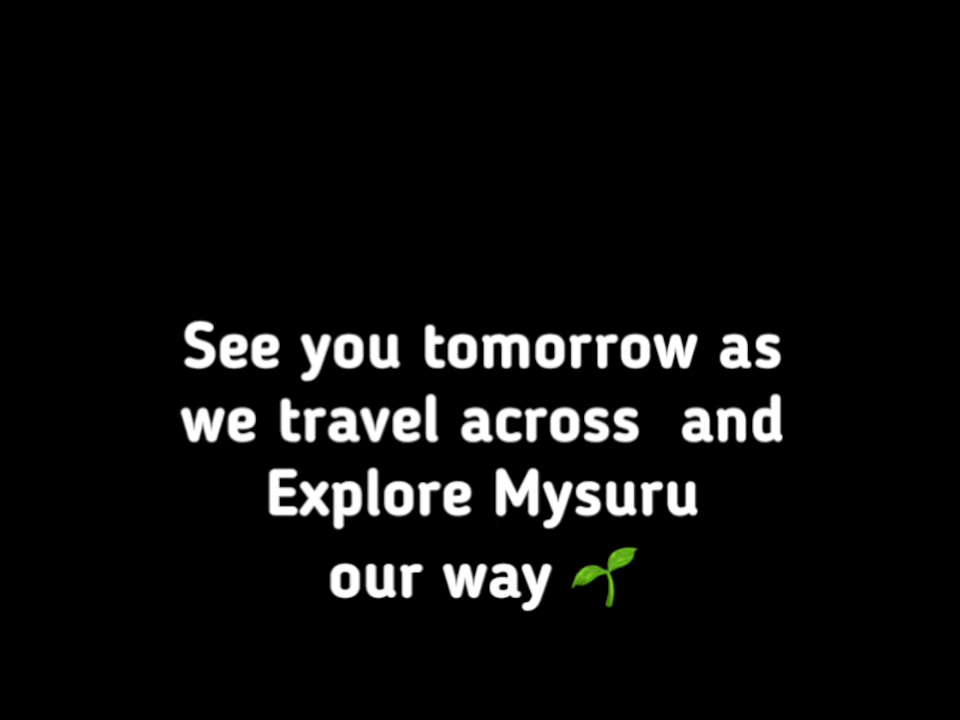 See you tomorrow as
we travel across  and
Explore Mysuru
our way 🌱